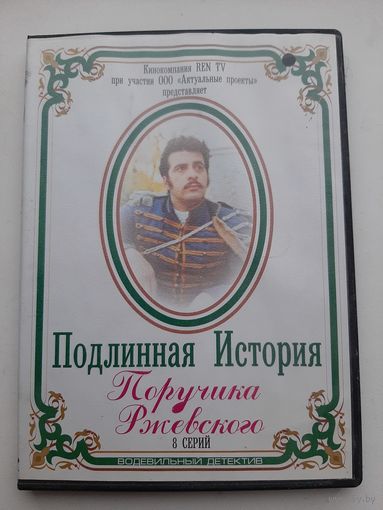 Кинокомпания REN TV
при участии ООО «Актуальные проекты»
представляет
Подлинная История
Поручика
Ржевского
8 СЕРИЙ
ВОДЕВИЛЬНЫЙ ДЕТЕКТИВ